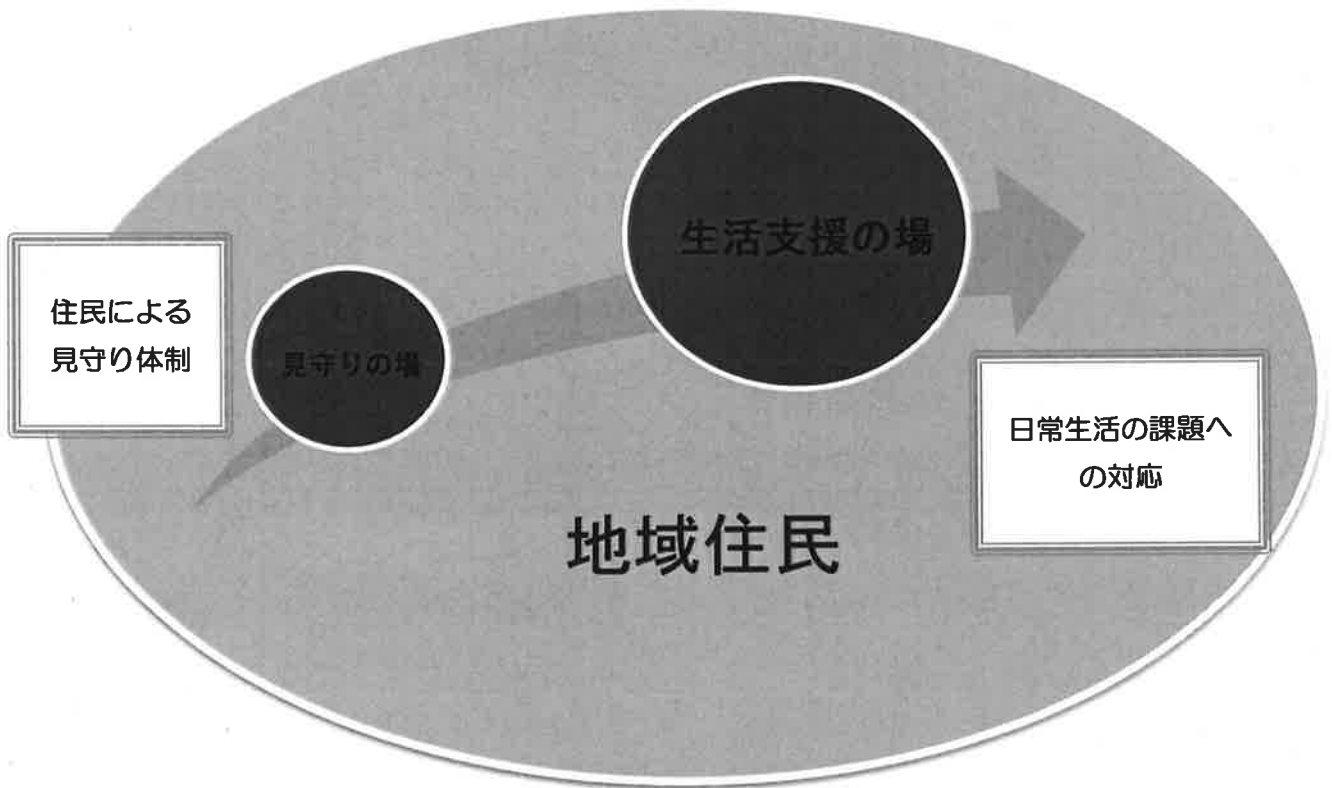 生活支援の場
住民による
見守り体制
見守りの場
日常生活の課題へ
の対応
地域住民